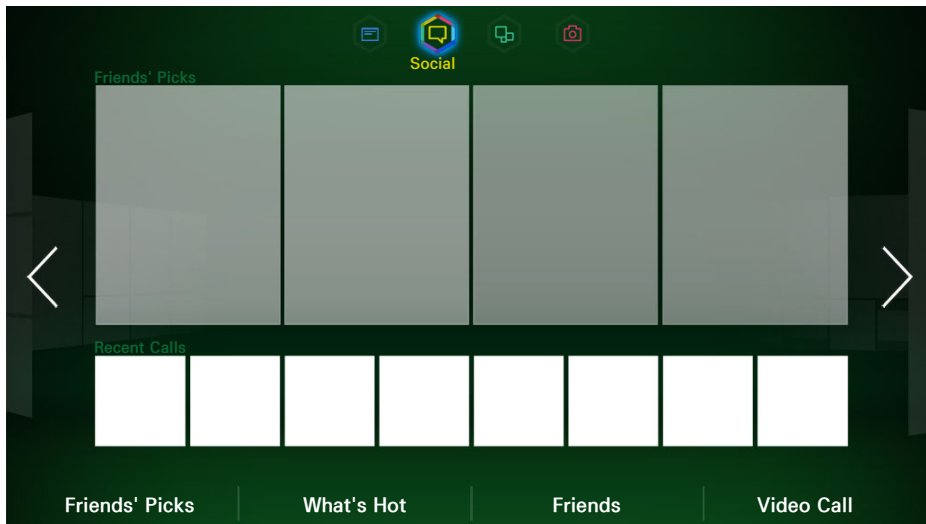 Social
Friends' Picks
Recent Calls
Friends' Picks
What's Hot
Friends
Video Call